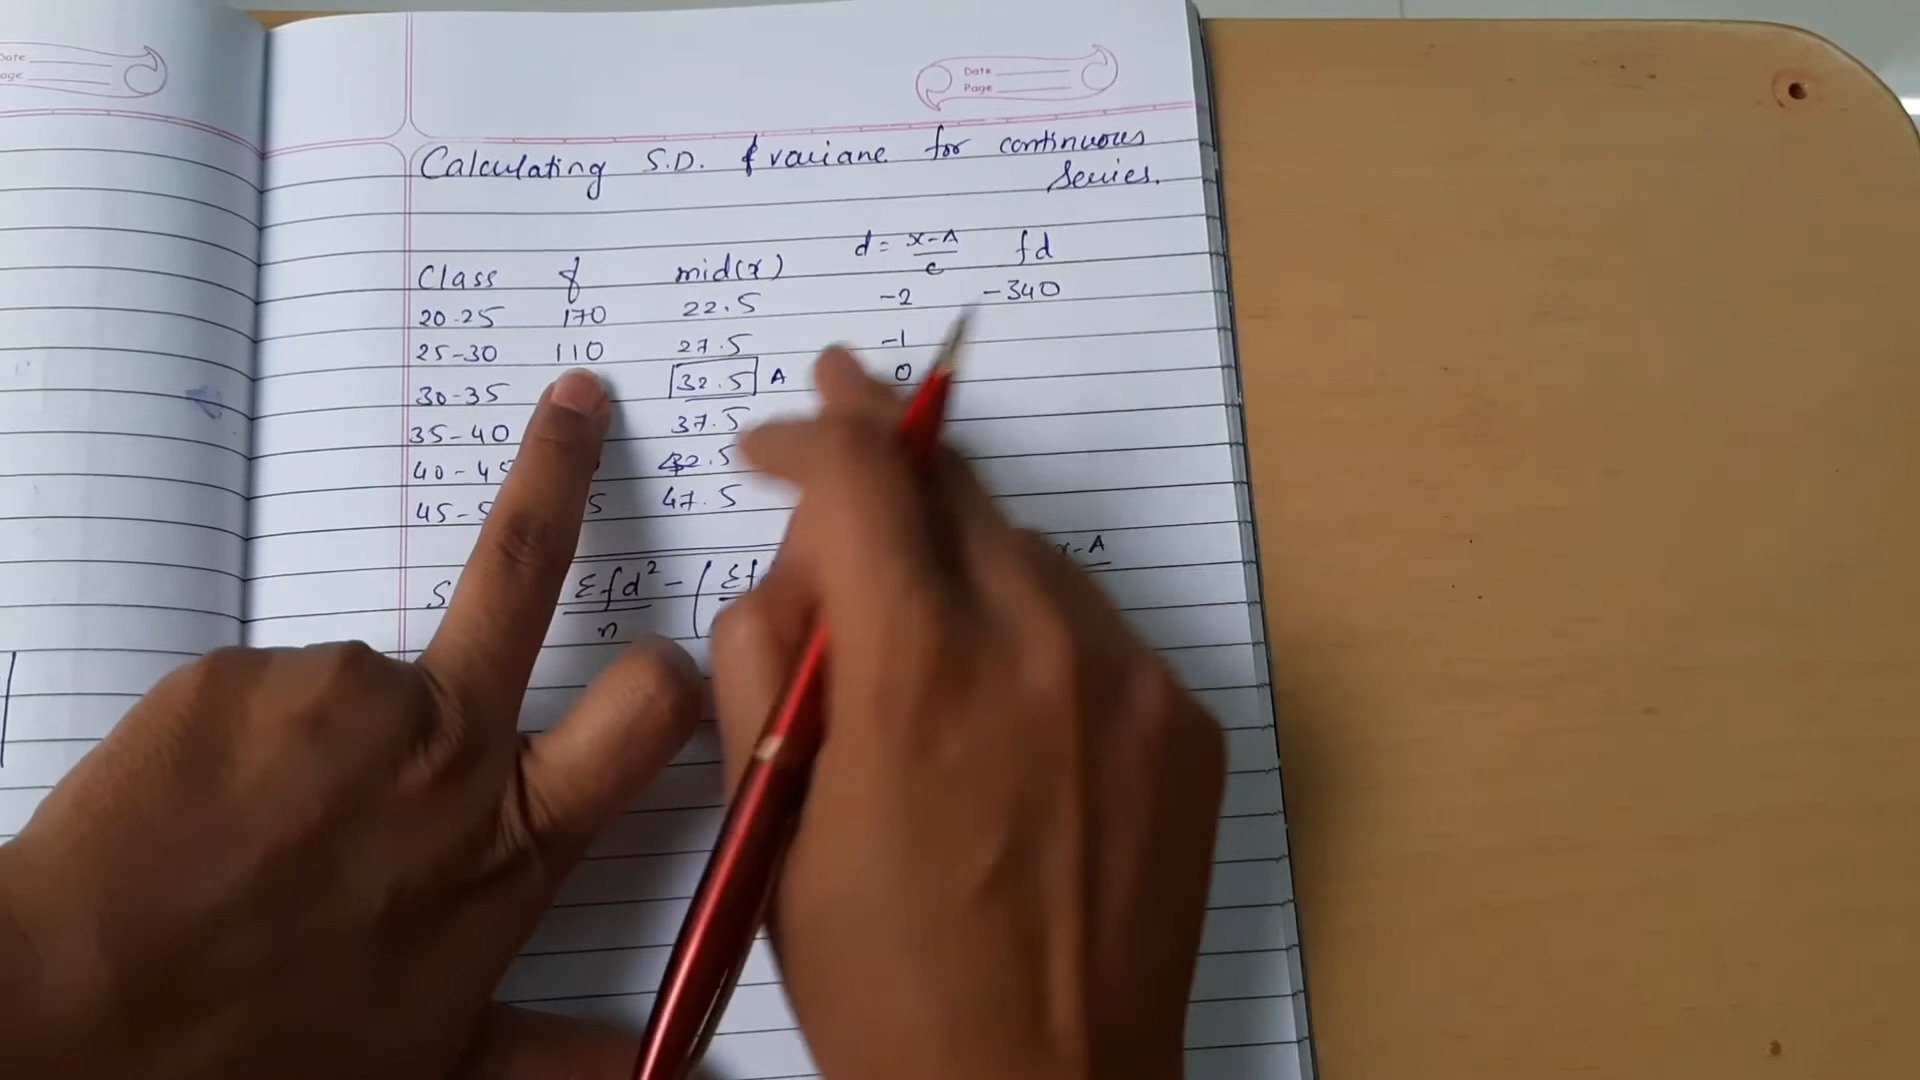 Date
Page
Date
Page
Calculating S.D. & variane for continuous
Series.
Class f mid(x) d = x-A/c fd
20-25 170 22.5 -2 -340
25-30 110 27.5 -1
30-35 32.5 A 0
35-40 37.5
40-45 42.5
45-5 5 47.5
S Σfd²/n - (Σf x-A